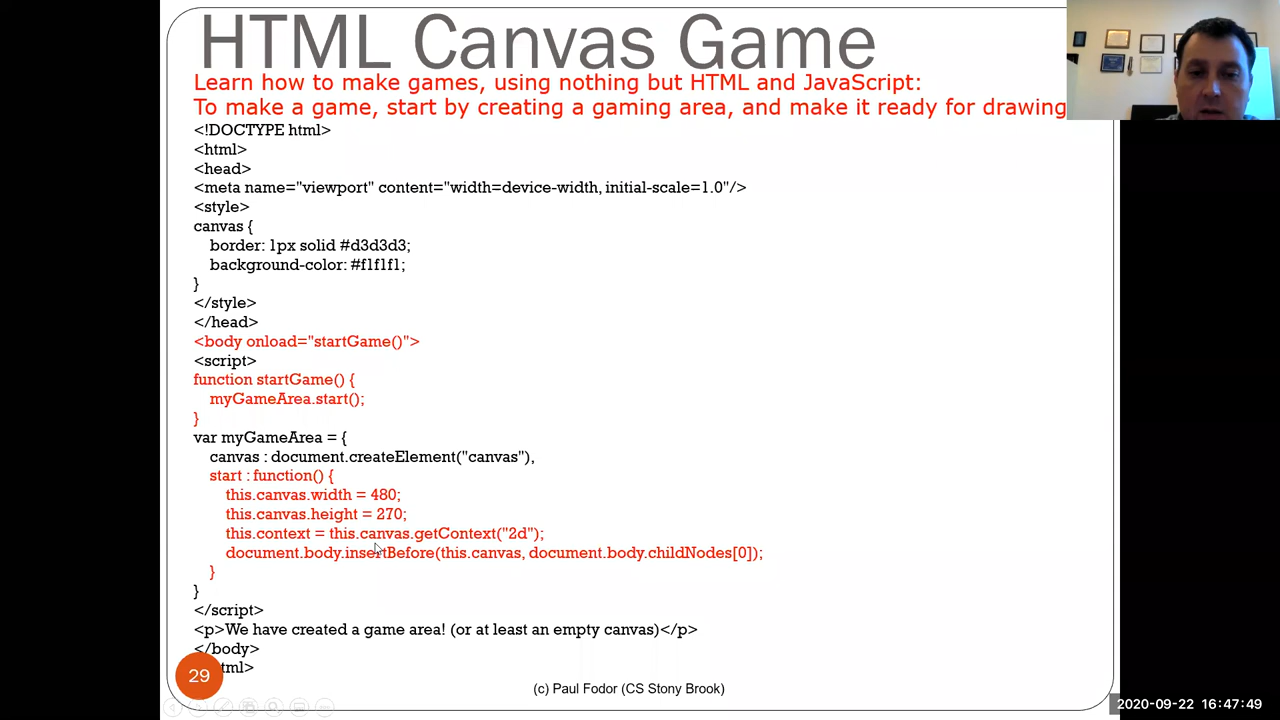 HTML Canvas Game
Learn how to make games, using nothing but HTML and JavaScript:
To make a game, start by creating a gaming area, and make it ready for drawing
<!DOCTYPE html>
<html>
<head>
<meta name="viewport" content="width=device-width, initial-scale=1.0"/>
<style>
canvas {
    border: 1px solid #d3d3d3;
    background-color: #f1f1f1;
}
</style>
</head>
<body onload="startGame()">
<script>
function startGame() {
    myGameArea.start();
}
var myGameArea = {
    canvas : document.createElement("canvas"),
    start : function() {
        this.canvas.width = 480;
        this.canvas.height = 270;
        this.context = this.canvas.getContext("2d");
        document.body.insertBefore(this.canvas, document.body.childNodes[0]);
    }
}
</script>
<p>We have created a game area! (or at least an empty canvas)</p>
</body>
tml>
29
(c) Paul Fodor (CS Stony Brook)
2020-09-22 16:47:49